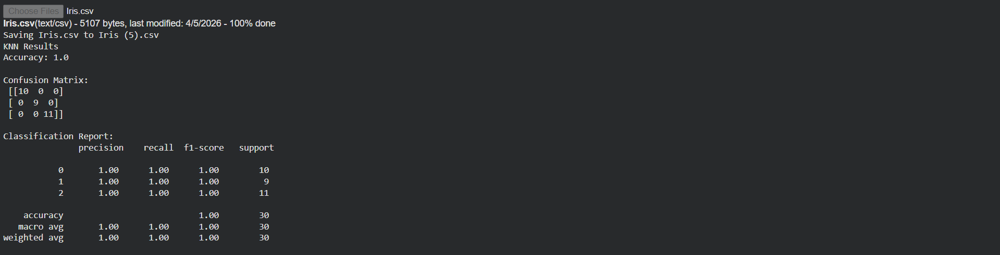 Choose Files Iris.csv
Iris.csv(text/csv) - 5107 bytes, last modified: 4/5/2026 - 100% done
Saving Iris.csv to Iris (5).csv
KNN Results
Accuracy: 1.0
Confusion Matrix:
[[10  0  0]
[ 0  9  0]
[ 0  0 11]]
Classification Report:
precision    recall  f1-score   support
0       1.00      1.00      1.00        10
1       1.00      1.00      1.00         9
2       1.00      1.00      1.00        11
accuracy                           1.00        30
macro avg       1.00      1.00      1.00        30
weighted avg       1.00      1.00      1.00        30